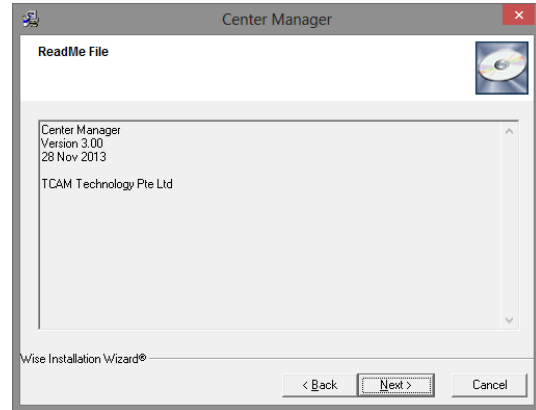 Center Manager
ReadMe File
Center Manager
Version 3.00
28 Nov 2013
TCAM Technology Pte Ltd
Wise Installation Wizard®
< Back
Next >
Cancel